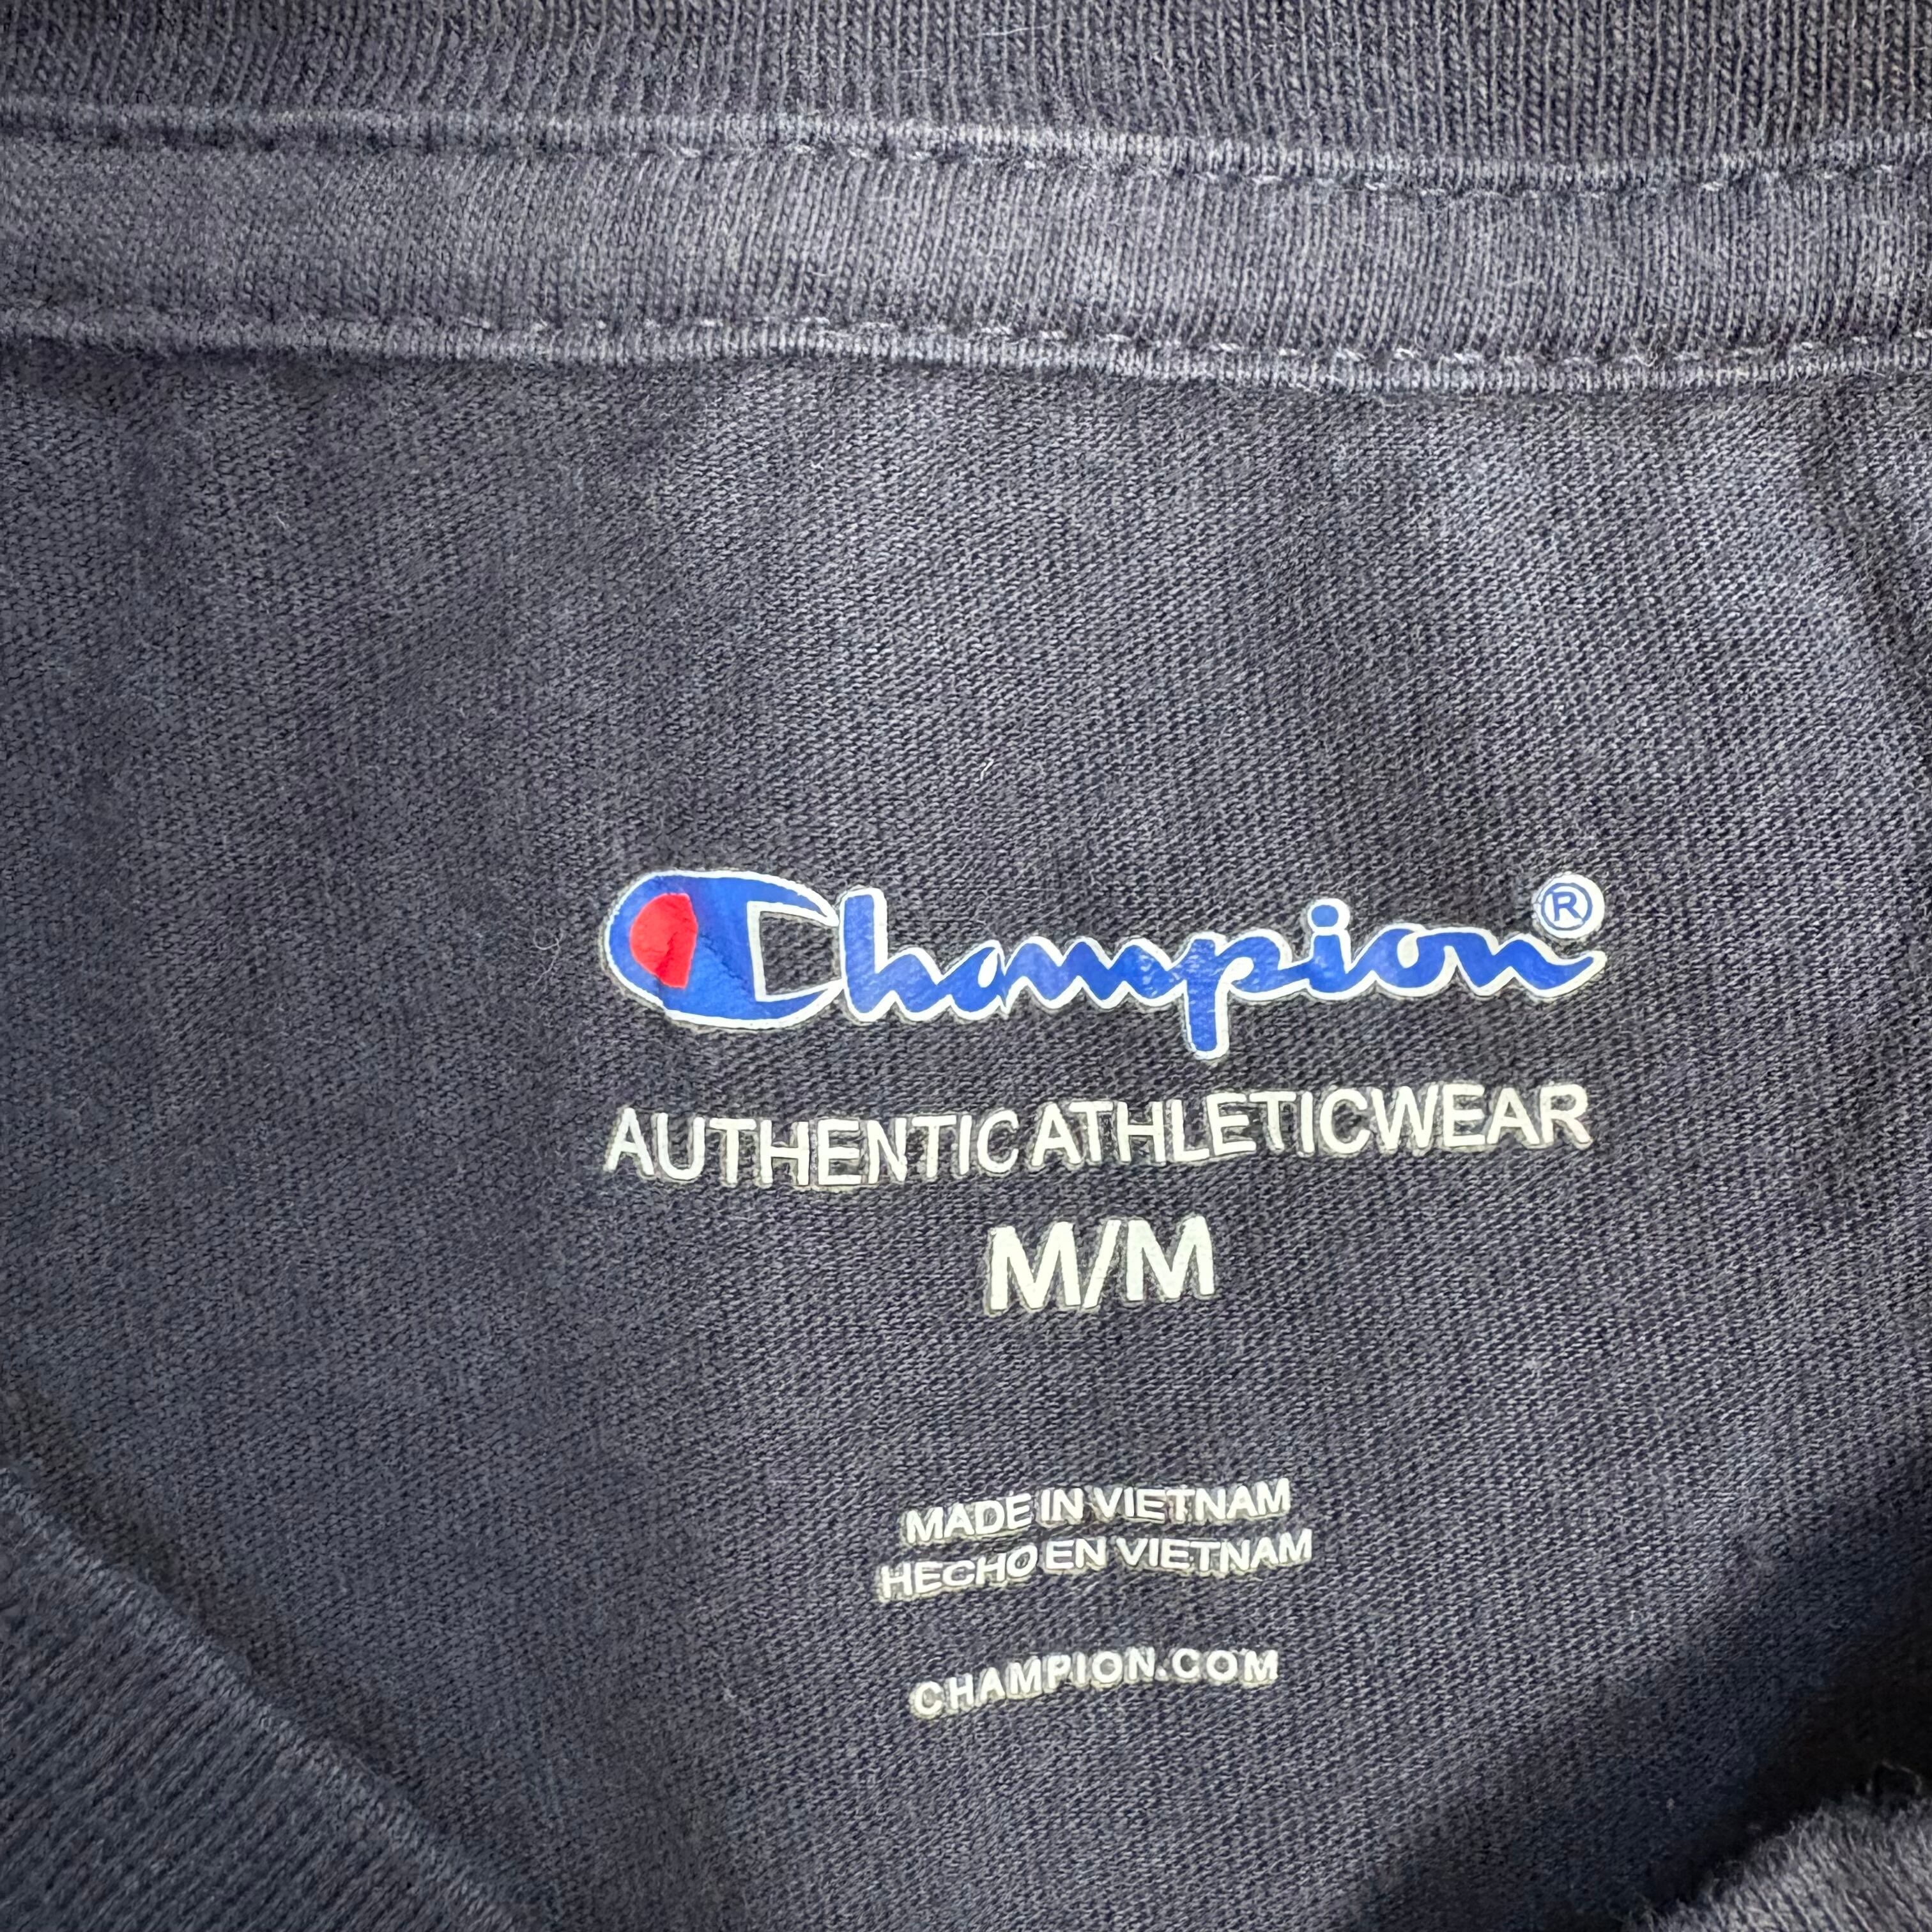 Champion®
AUTHENTIC ATHLETICWEAR
M/M
MADE IN VIETNAM
HECHO EN VIETNAM
CHAMPION.COM